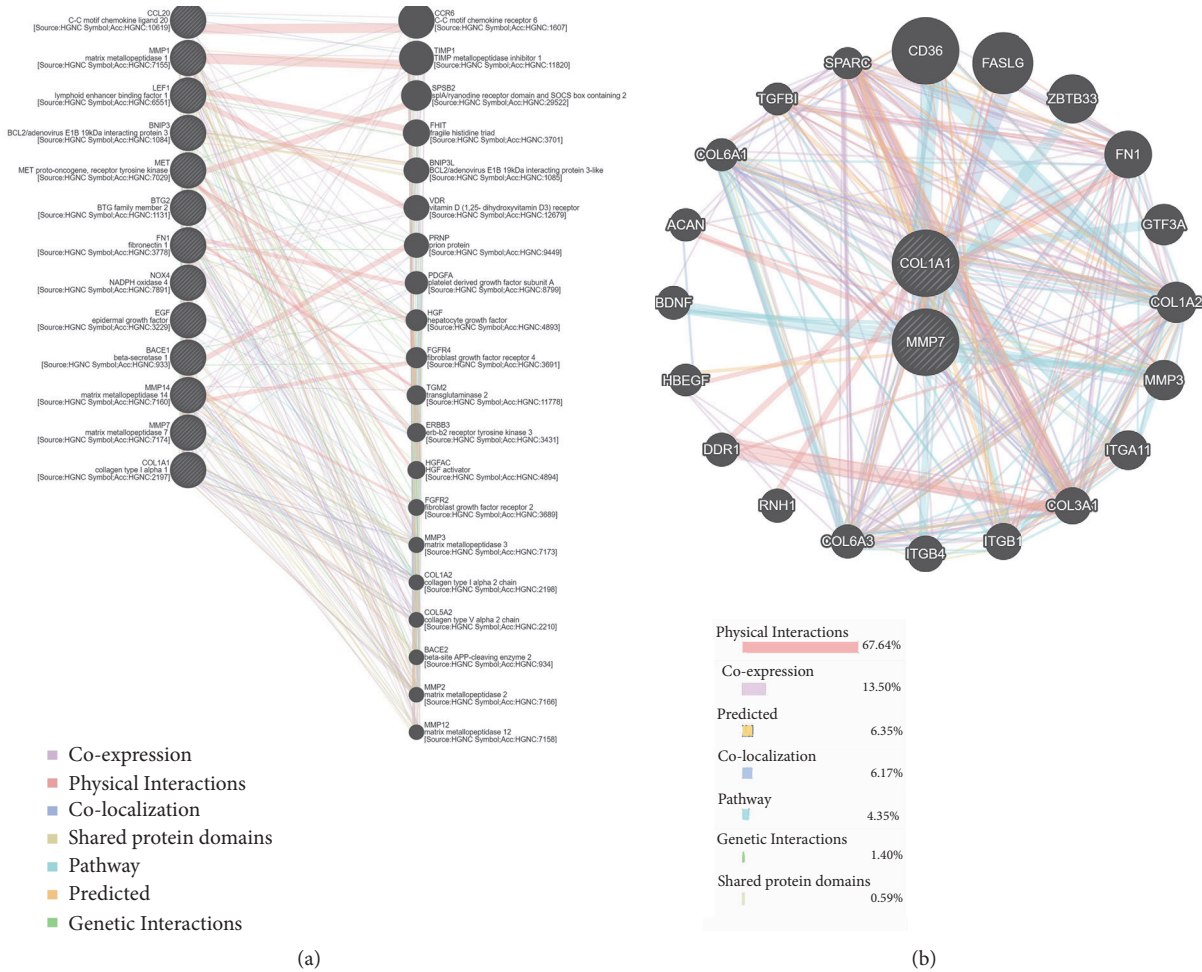 CCL20
C-C motif chemokine ligand 20
[Source:HGNC Symbol;Acc:HGNC:10619]
MMP1
matrix metallopeptidase 1
[Source:HGNC Symbol;Acc:HGNC:7155]
LEF1
lymphoid enhancer binding factor 1
[Source:HGNC Symbol;Acc:HGNC:6551]
BNIP3
BCL2/adenovirus E1B 19kDa interacting protein 3
[Source:HGNC Symbol;Acc:HGNC:1084]
MET
MET proto-oncogene, receptor tyrosine kinase
[Source:HGNC Symbol;Acc:HGNC:7029]
BTG2
BTG family member 2
[Source:HGNC Symbol;Acc:HGNC:1131]
FN1
fibronectin 1
[Source:HGNC Symbol;Acc:HGNC:3778]
NOX4
NADPH oxidase 4
[Source:HGNC Symbol;Acc:HGNC:7891]
EGF
epidermal growth factor
[Source:HGNC Symbol;Acc:HGNC:3229]
BACE1
beta-secretase 1
[Source:HGNC Symbol;Acc:HGNC:933]
MMP14
matrix metallopeptidase 14
[Source:HGNC Symbol;Acc:HGNC:7160]
MMP7
matrix metallopeptidase 7
[Source:HGNC Symbol;Acc:HGNC:7174]
COL1A1
collagen type I alpha 1
[Source:HGNC Symbol;Acc:HGNC:2197]
CCR6
C-C motif chemokine receptor 6
[Source:HGNC Symbol;Acc:HGNC:1607]
TIMP1
TIMP metallopeptidase inhibitor 1
[Source:HGNC Symbol;Acc:HGNC:11820]
SPSB2
splA/ryanodine receptor domain and SOCS box containing 2
[Source:HGNC Symbol;Acc:HGNC:29522]
FHIT
fragile histidine triad
[Source:HGNC Symbol;Acc:HGNC:3701]
BNIP3L
BCL2/adenovirus E1B 19kDa interacting protein 3-like
[Source:HGNC Symbol;Acc:HGNC:1085]
VDR
vitamin D (1,25- dihydroxyvitamin D3) receptor
[Source:HGNC Symbol;Acc:HGNC:12679]
PRNP
prion protein
[Source:HGNC Symbol;Acc:HGNC:9449]
PDGFA
platelet derived growth factor subunit A
[Source:HGNC Symbol;Acc:HGNC:8799]
HGF
hepatocyte growth factor
[Source:HGNC Symbol;Acc:HGNC:4893]
FGFR4
fibroblast growth factor receptor 4
[Source:HGNC Symbol;Acc:HGNC:3691]
TGM2
transglutaminase 2
[Source:HGNC Symbol;Acc:HGNC:11778]
ERBB3
erb-b2 receptor tyrosine kinase 3
[Source:HGNC Symbol;Acc:HGNC:3431]
HGFAC
HGF activator
[Source:HGNC Symbol;Acc:HGNC:4894]
FGFR2
fibroblast growth factor receptor 2
[Source:HGNC Symbol;Acc:HGNC:3689]
MMP3
matrix metallopeptidase 3
[Source:HGNC Symbol;Acc:HGNC:7173]
COL1A2
collagen type I alpha 2 chain
[Source:HGNC Symbol;Acc:HGNC:2198]
COL5A2
collagen type V alpha 2 chain
[Source:HGNC Symbol;Acc:HGNC:2210]
BACE2
beta-site APP-cleaving enzyme 2
[Source:HGNC Symbol;Acc:HGNC:934]
MMP2
matrix metallopeptidase 2
[Source:HGNC Symbol;Acc:HGNC:7166]
MMP12
matrix metallopeptidase 12
[Source:HGNC Symbol;Acc:HGNC:7158]
Co-expression
Physical Interactions
Co-localization
Shared protein domains
Pathway
Predicted
Genetic Interactions
(a)
CD36
FASLG
SPARC
ZBTB33
TGFBI
FN1
COL6A1
GTF3A
ACAN
COL1A1
COL1A2
BDNF
MMP7
MMP3
HBEGF
ITGA11
DDR1
COL3A1
RNH1
ITGB1
COL6A3
ITGB4
Physical Interactions
67.64%
Co-expression
13.50%
Predicted
6.35%
Co-localization
6.17%
Pathway
4.35%
Genetic Interactions
1.40%
Shared protein domains
0.59%
(b)